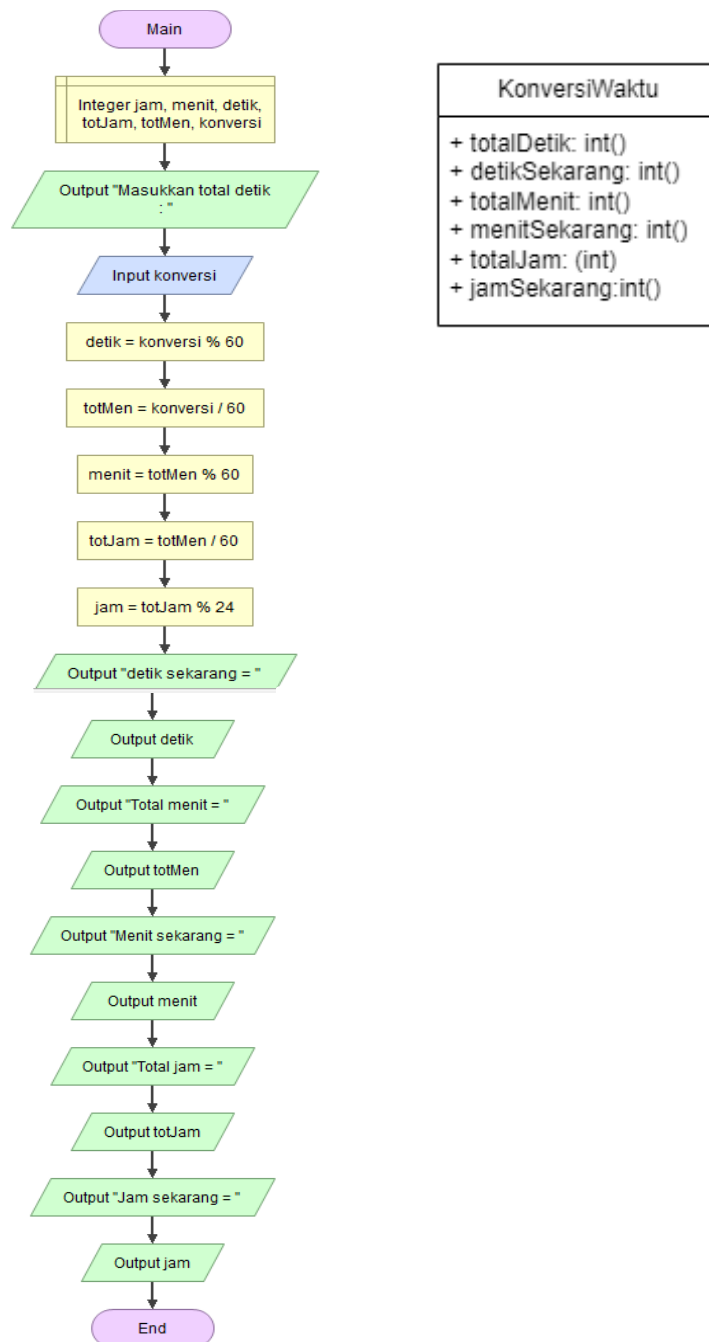 Main
Integer jam, menit, detik,
totJam, totMen, konversi
Output "Masukkan total detik
: "
Input konversi
detik = konversi % 60
totMen = konversi / 60
menit = totMen % 60
totJam = totMen / 60
jam = totJam % 24
Output "detik sekarang = "
Output detik
Output "Total menit = "
Output totMen
Output "Menit sekarang = "
Output menit
Output "Total jam = "
Output totJam
Output "Jam sekarang = "
Output jam
End
KonversiWaktu
+ totalDetik: int()
+ detikSekarang: int()
+ totalMenit: int()
+ menitSekarang: int()
+ totalJam: (int)
+ jamSekarang:int()